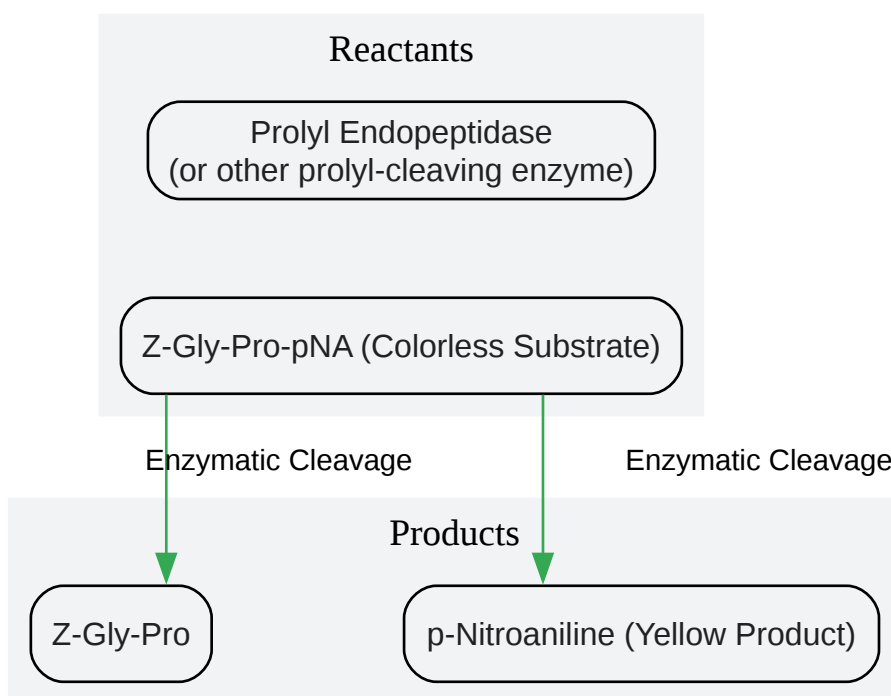 Reactants
Prolyl Endopeptidase
(or other prolyl-cleaving enzyme)
Z-Gly-Pro-pNA (Colorless Substrate)
Enzymatic Cleavage
Enzymatic Cleavage
Products
Z-Gly-Pro
p-Nitroaniline (Yellow Product)